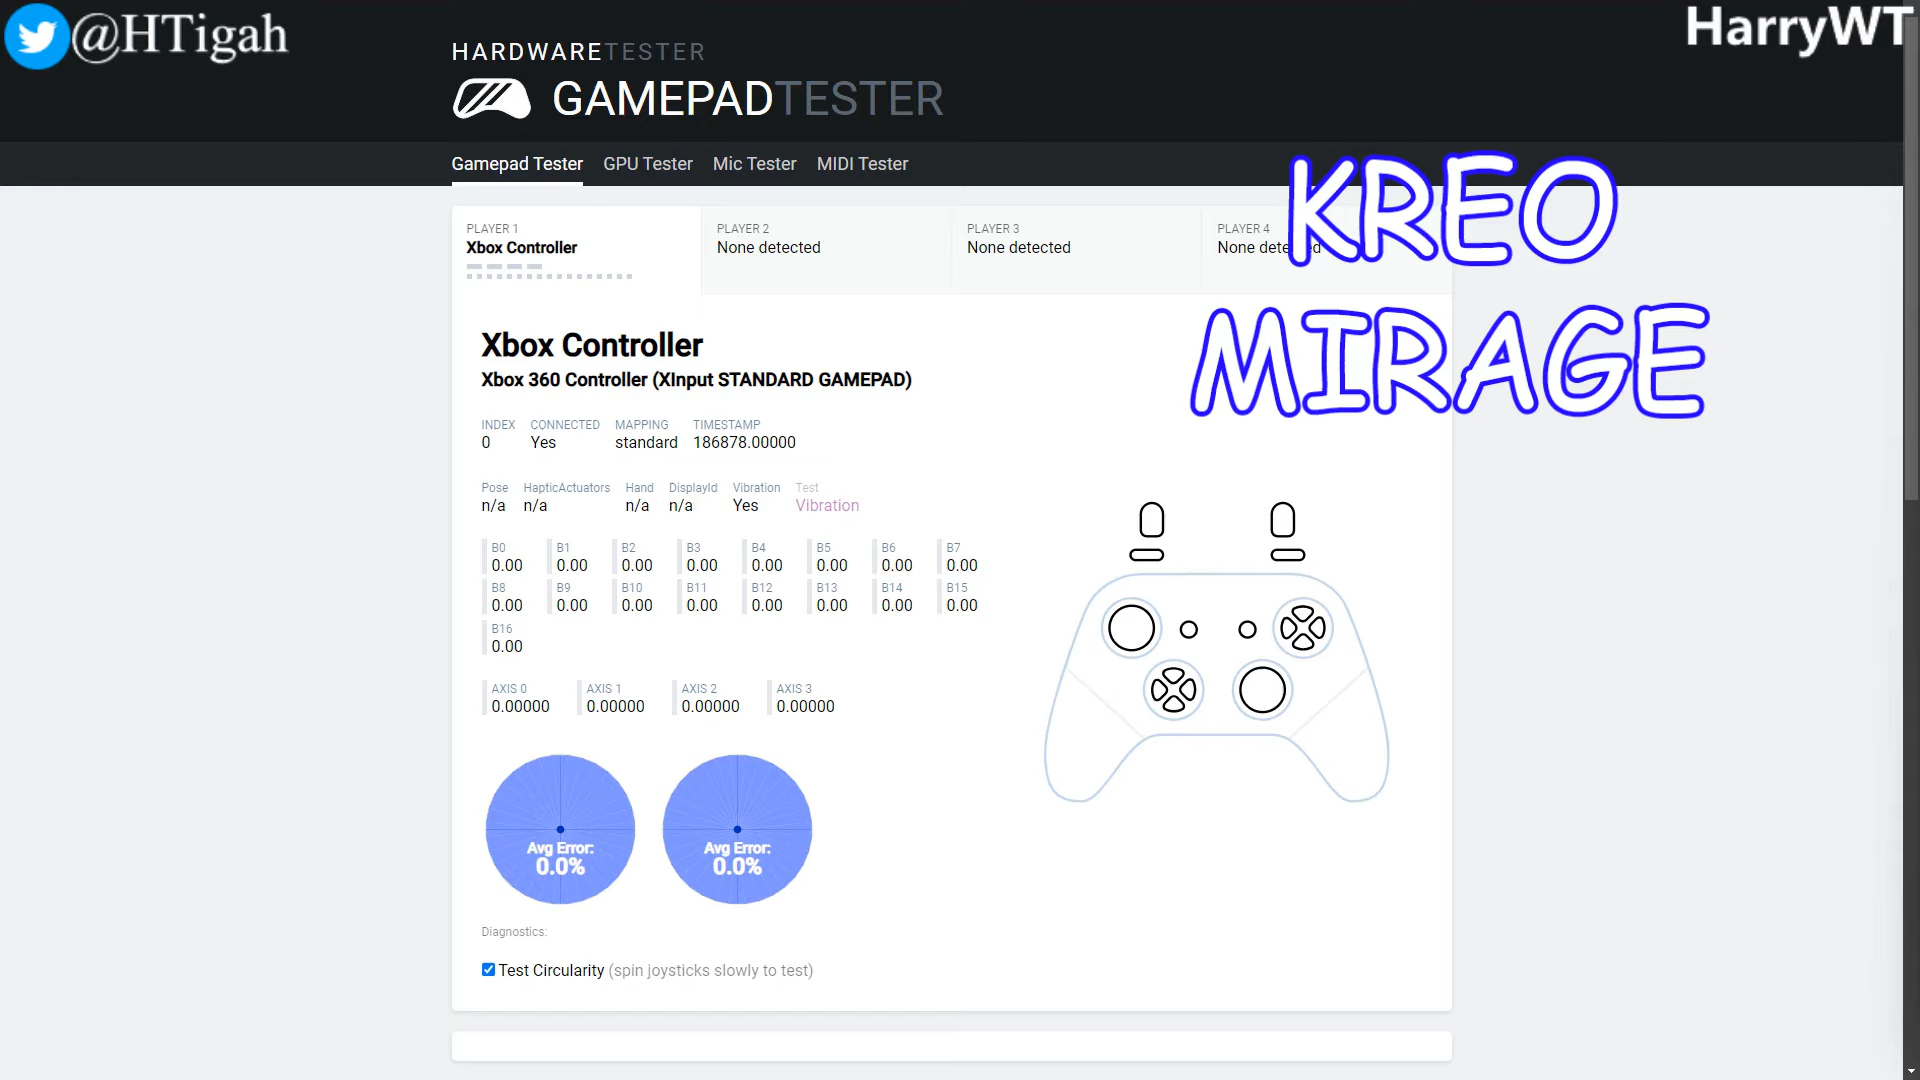 @HTigah
HarryWT
HARDWARETESTER
GAMEPADTESTER
Gamepad Tester GPU Tester Mic Tester MIDI Tester
KREO
MIRAGE
PLAYER 1 PLAYER 2 PLAYER 3 PLAYER 4
Xbox Controller None detected None detected None dete d
Xbox Controller
Xbox 360 Controller (XInput STANDARD GAMEPAD)
INDEX CONNECTED MAPPING TIMESTAMP
0 Yes standard 186878.00000
Pose HapticActuators Hand DisplayId Vibration Test
n/a n/a n/a n/a Yes Vibration
B0 B1 B2 B3 B4 B5 B6 B7
0.00 0.00 0.00 0.00 0.00 0.00 0.00 0.00
B8 B9 B10 B11 B12 B13 B14 B15
0.00 0.00 0.00 0.00 0.00 0.00 0.00 0.00
B16
0.00
AXIS 0 AXIS 1 AXIS 2 AXIS 3
0.00000 0.00000 0.00000 0.00000
Avg Error: Avg Error:
0.0% 0.0%
Diagnostics:
Test Circularity (spin joysticks slowly to test)